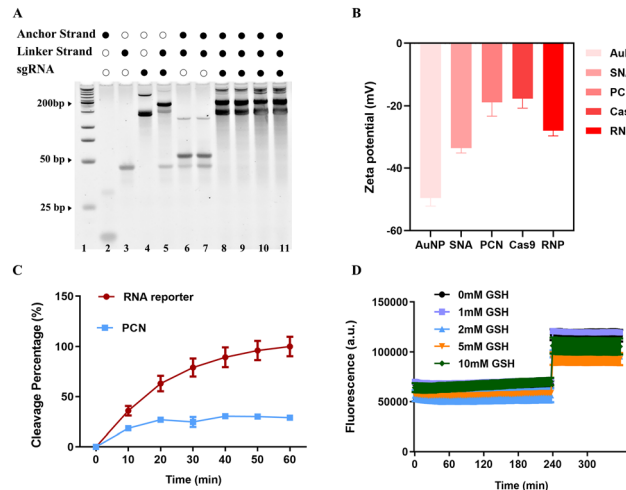 A
Anchor Strand
Linker Strand
sgRNA
200bp
50 bp
25 bp
1 2 3 4 5 6 7 8 9 10 11
B
Zeta potential (mV)
0
-20
-40
-60
AuNP SNA PCN Cas9 RNP
Au
SNA
PC
Cas
RN
C
Cleavage Percentage (%)
150
100
50
0
RNA reporter
PCN
0 10 20 30 40 50 60
Time (min)
D
Fluorescence (a.u.)
150000
100000
50000
0
0mM GSH
1mM GSH
2mM GSH
5mM GSH
10mM GSH
0 60 120 180 240 300
Time (min)